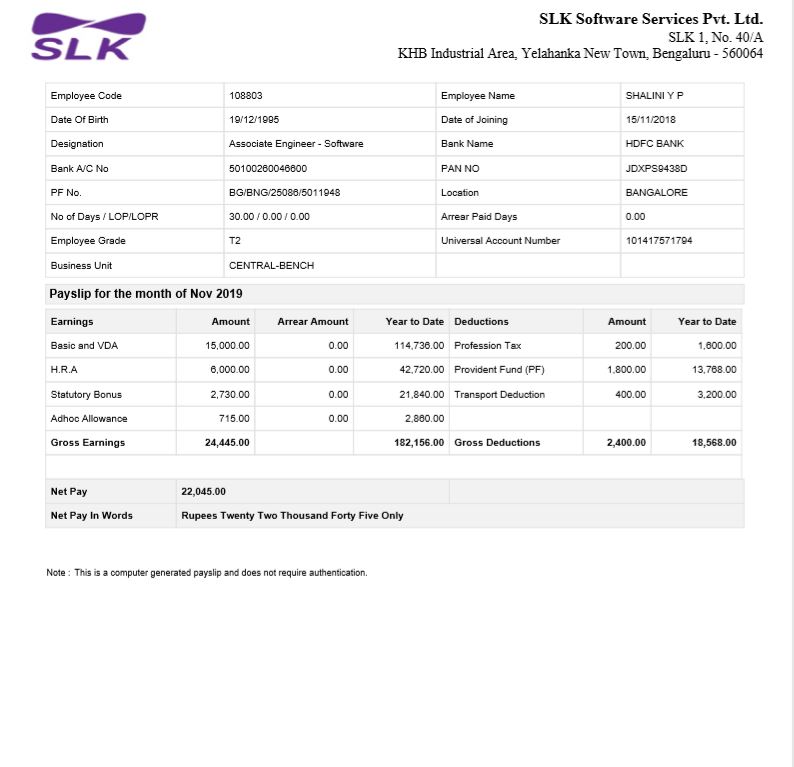 SLK
SLK Software Services Pvt. Ltd.
SLK 1, No. 40/A
KHB Industrial Area, Yelahanka New Town, Bengaluru - 560064
Employee Code 108803 Employee Name SHALINI Y P
Date Of Birth 19/12/1995 Date of Joining 15/11/2018
Designation Associate Engineer - Software Bank Name HDFC BANK
Bank A/C No 50100260046600 PAN NO JDXPS9438D
PF No. BG/BNG/25086/5011948 Location BANGALORE
No of Days / LOP/LOPR 30.00 / 0.00 / 0.00 Arrear Paid Days 0.00
Employee Grade T2 Universal Account Number 101417571794
Business Unit CENTRAL-BENCH
Payslip for the month of Nov 2019
Earnings Amount Arrear Amount Year to Date Deductions Amount Year to Date
Basic and VDA 15,000.00 0.00 114,736.00 Profession Tax 200.00 1,600.00
H.R.A 6,000.00 0.00 42,720.00 Provident Fund (PF) 1,800.00 13,768.00
Statutory Bonus 2,730.00 0.00 21,840.00 Transport Deduction 400.00 3,200.00
Adhoc Allowance 715.00 0.00 2,860.00
Gross Earnings 24,445.00 182,156.00 Gross Deductions 2,400.00 18,568.00
Net Pay 22,045.00
Net Pay In Words Rupees Twenty Two Thousand Forty Five Only
Note : This is a computer generated payslip and does not require authentication.